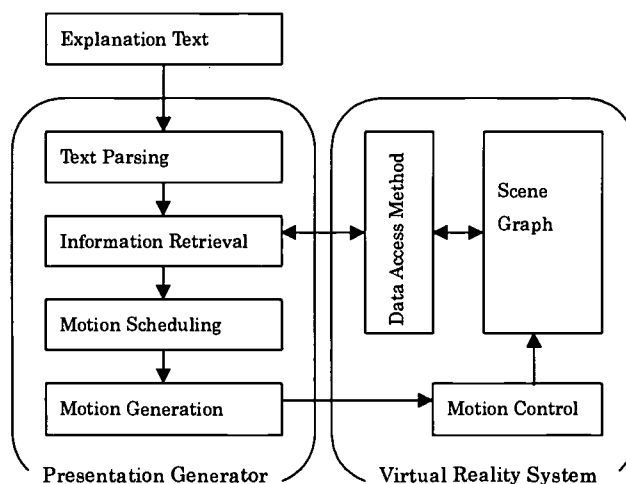 Explanation Text
Text Parsing
Information Retrieval
Motion Scheduling
Motion Generation
Presentation Generator
Data Access Method
Scene
Graph
Motion Control
Virtual Reality System